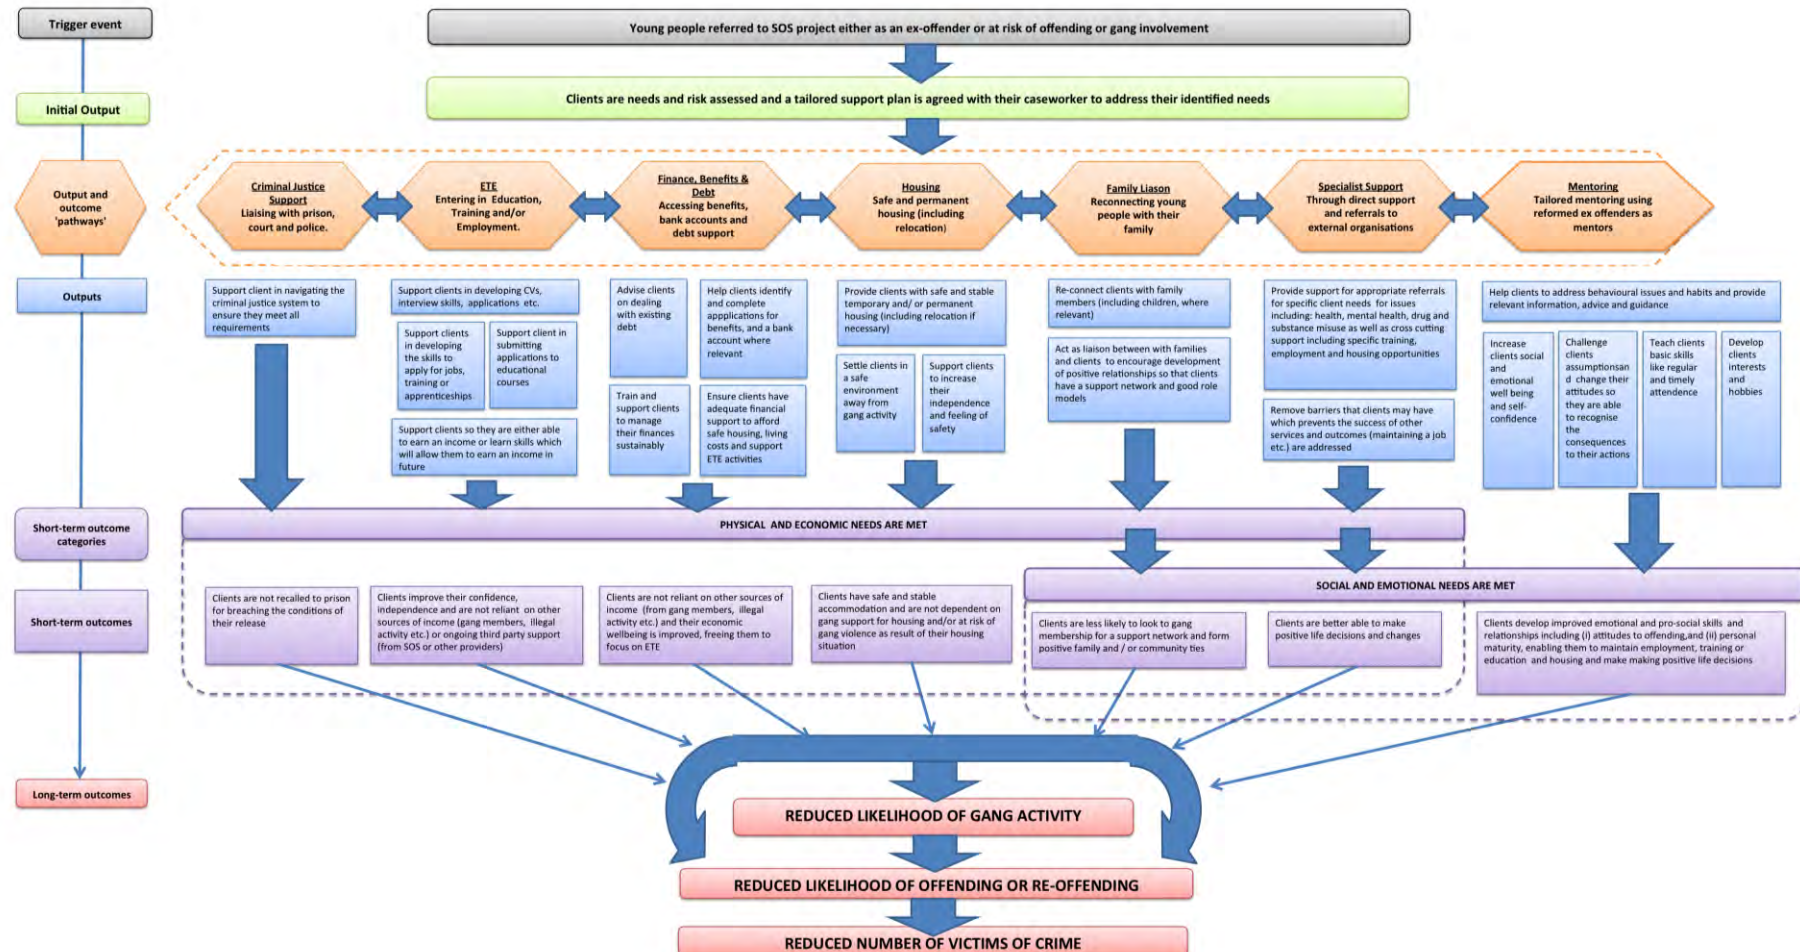 Trigger event
Young people referred to SOS project either as an ex-offender or at risk of offending or gang involvement
Initial Output
Clients are needs and risk assessed and a tailored support plan is agreed with their caseworker to address their identified needs
Output and
outcome
'pathways'
Criminal Justice
Support
Liaising with prison,
court and police.
ETE
Entering in Education,
Training and/or
Employment.
Finance, Benefits &
Debt
Accessing benefits,
bank accounts and
debt support
Housing
Safe and permanent
housing (including
relocation)
Family Liason
Reconnecting young
people with their
family
Specialist Support
Through direct support
and referrals to
external organisations
Mentoring
Tailored mentoring using
reformed ex offenders as
mentors
Outputs
Support client in navigating the
criminal justice system to
ensure they meet all
requirements
Support clients in developing CVs,
interview skills, applications etc.
Support clients
in developing
the skills to
apply for jobs,
training or
apprenticeships
Support client in
submitting
applications to
educational
courses
Support clients so they are either able
to earn an income or learn skills which
will allow them to earn an income in
future
Advise clients
on dealing
with existing
debt
Help clients identify
and complete
appplications for
benefits, and a bank
account where
relevant
Train and
support clients
to manage
their finances
sustainably
Ensure clients have
adequate financial
support to afford
safe housing, living
costs and support
ETE activities
Provide clients with safe and stable
temporary and/ or permanent
housing (including relocation if
necessary)
Settle clients in
a safe
environment
away from
gang activity
Support clients
to increase
their
independence
and feeling of
safety
Re-connect clients with family
members (including children, where
relevant)
Act as liaison between with families
and clients to encourage development
of positive relationships so that clients
have a support network and good role
models
Provide support for appropriate referrals
for specific client needs for issues
including: health, mental health, drug and
substance misuse as well as cross cutting
support including specific training,
employment and housing opportunities
Remove barriers that clients may have
which prevents the success of other
services and outcomes (maintaining a job
etc.) are addressed
Help clients to address behavioural issues and habits and provide
relevant information, advice and guidance
Increase
clients social
and
emotional
well being
and self-
confidence
Challenge
clients
assumptionsan
d change their
attitudes so
they are able
to recognise
the
consequences
to their actions
Teach clients
basic skills
like regular
and timely
attendence
Develop
clients
interests
and
hobbies
Short-term outcome
categories
PHYSICAL AND ECONOMIC NEEDS ARE MET
SOCIAL AND EMOTIONAL NEEDS ARE MET
Short-term outcomes
Clients are not recalled to prison
for breaching the conditions of
their release
Clients improve their confidence,
independence and are not reliant on other
sources of income (gang members, illegal
activity etc.) or ongoing third party support
(from SOS or other providers)
Clients are not reliant on other sources of
income (from gang members, illegal
activity etc.) and their economic
wellbeing is improved, freeing them to
focus on ETE
Clients have safe and stable
accommodation and are not dependent on
gang support for housing and/or at risk of
gang violence as result of their housing
situation
Clients are less likely to look to gang
membership for a support network and form
positive family and / or community ties
Clients are better able to make
positive life decisions and changes
Clients develop improved emotional and pro-social skills and
relationships including (i) attitudes to offending,and (ii) personal
maturity, enabling them to maintain employment, training or
education and housing and make making positive life decisions
Long-term outcomes
REDUCED LIKELIHOOD OF GANG ACTIVITY
REDUCED LIKELIHOOD OF OFFENDING OR RE-OFFENDING
REDUCED NUMBER OF VICTIMS OF CRIME